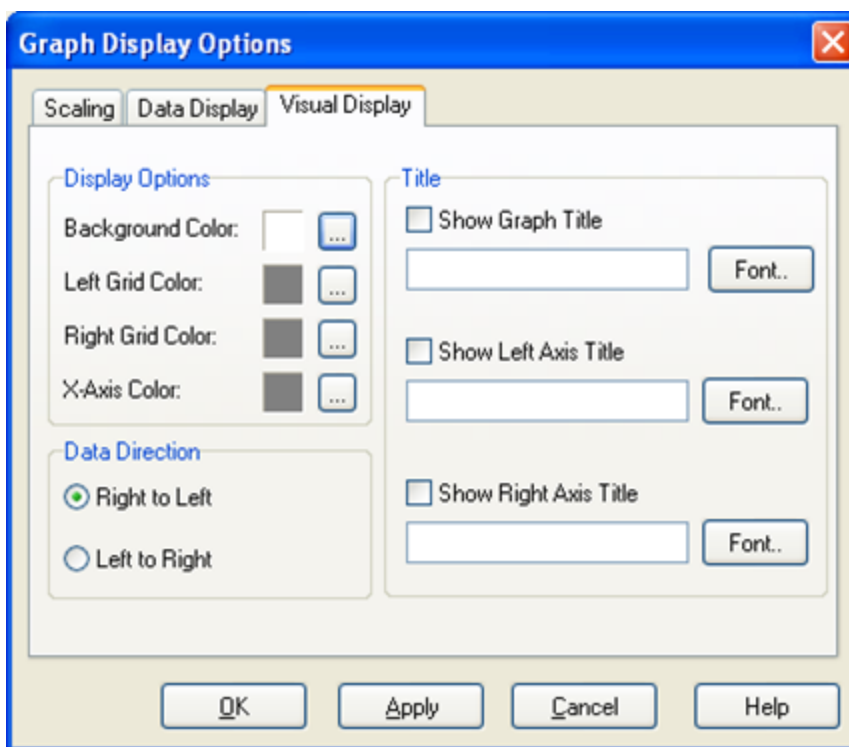 Graph Display Options
Scaling Data Display Visual Display
Display Options
Background Color: ...
Left Grid Color: ...
Right Grid Color: ...
X-Axis Color: ...
Data Direction
Right to Left
Left to Right
Title
Show Graph Title
Font..
Show Left Axis Title
Font..
Show Right Axis Title
Font..
OK Apply Cancel Help